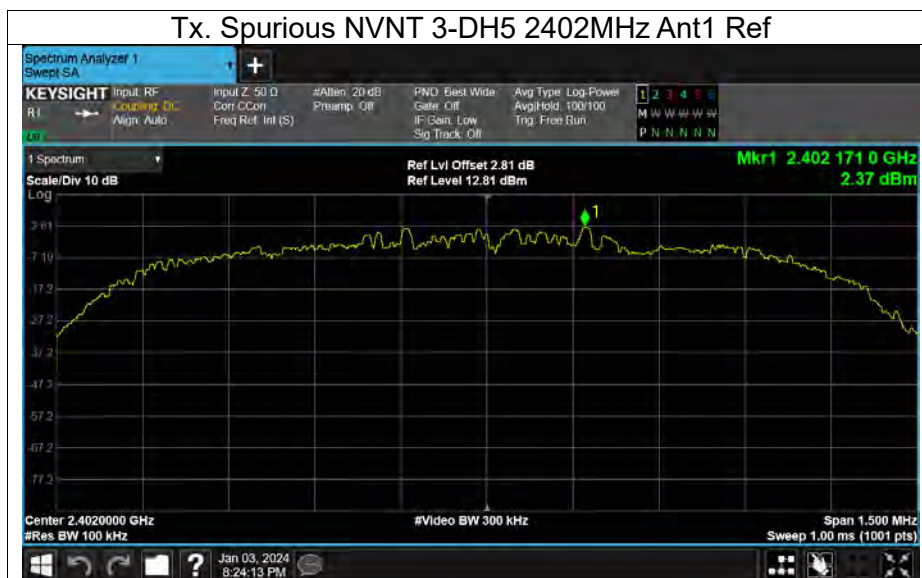 Tx. Spurious NVNT 3-DH5 2402MHz Ant1 Ref
Spectrum Analyzer 1
Swept SA
+
KEYSIGHT Input: RF Input Z: 50 Ω #Atten: 20 dB PNO: Best Wide Avg Type: Log-Power 1 2 3 4 5 6
R L Coupling: DC Corr CCorr Preamp: Off Gate: Off Avg|Hold: 100/100 M W W W W W
Align: Auto Freq Ref: Int (S) IF Gain: Low Trig: Free Run
Sig Track: Off P N N N N N
1 Spectrum Ref Lvl Offset 2.81 dB Mkr1 2.402 171 0 GHz
Scale/Div 10 dB Ref Level 12.81 dBm 2.37 dBm
Log
1
2.81
-7.19
-17.2
-27.2
-37.2
-47.2
-57.2
-67.2
-77.2
Center 2.4020000 GHz #Video BW 300 kHz Span 1.500 MHz
#Res BW 100 kHz Sweep 1.00 ms (1001 pts)
? Jan 03, 2024
8:24:13 PM